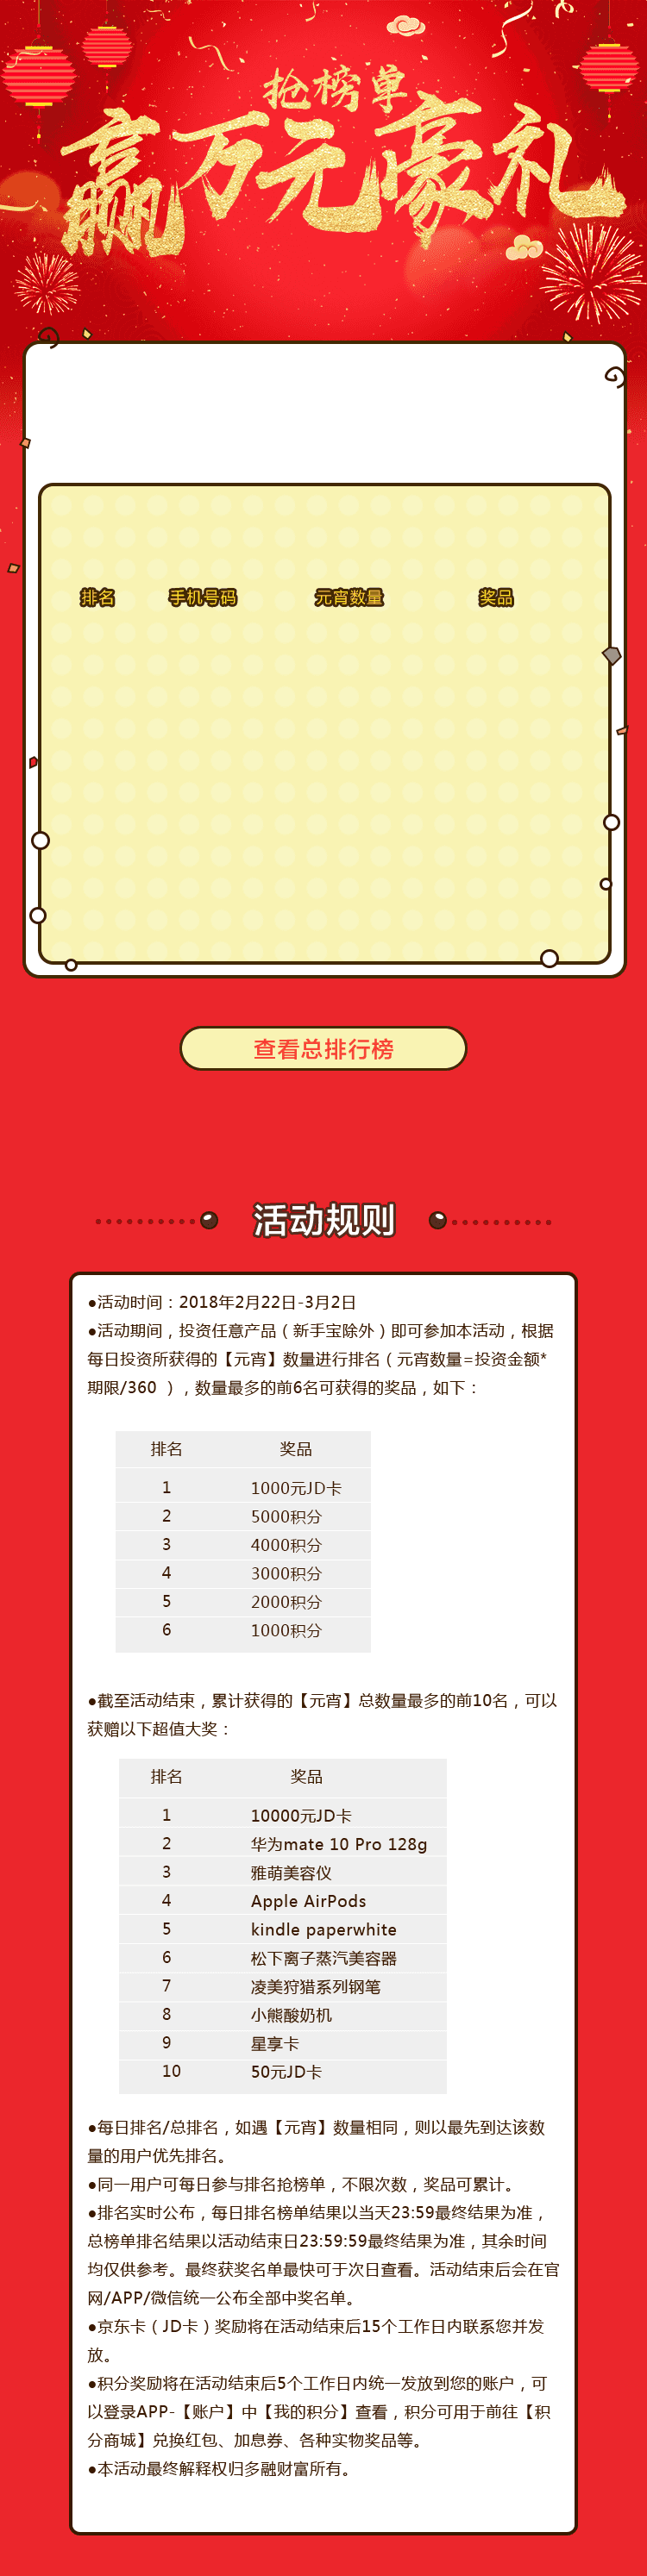 抢榜单
赢万元豪礼
排名 手机号码 元宵数量 奖品
查看总排行榜
活动规则
●活动时间：2018年2月22日-3月2日
●活动期间，投资任意产品（新手宝除外）即可参加本活动，根据
每日投资所获得的【元宵】数量进行排名（元宵数量=投资金额*
期限/360 ），数量最多的前6名可获得的奖品，如下：
排名 奖品
1 1000元JD卡
2 5000积分
3 4000积分
4 3000积分
5 2000积分
6 1000积分
●截至活动结束，累计获得的【元宵】总数量最多的前10名，可以
获赠以下超值大奖：
排名 奖品
1 10000元JD卡
2 华为mate 10 Pro 128g
3 雅萌美容仪
4 Apple AirPods
5 kindle paperwhite
6 松下离子蒸汽美容器
7 凌美狩猎系列钢笔
8 小熊酸奶机
9 星享卡
10 50元JD卡
●每日排名/总排名，如遇【元宵】数量相同，则以最先到达该数
量的用户优先排名。
●同一用户可每日参与排名抢榜单，不限次数，奖品可累计。
●排名实时公布，每日排名榜单结果以当天23:59最终结果为准，
总榜单排名结果以活动结束日23:59:59最终结果为准，其余时间
均仅供参考。最终获奖名单最快可于次日查看。活动结束后会在官
网/APP/微信统一公布全部中奖名单。
●京东卡（JD卡）奖励将在活动结束后15个工作日内联系您并发
放。
●积分奖励将在活动结束后5个工作日内统一发放到您的账户，可
以登录APP-【账户】中【我的积分】查看，积分可用于前往【积
分商城】兑换红包、加息券、各种实物奖品等。
●本活动最终解释权归多融财富所有。